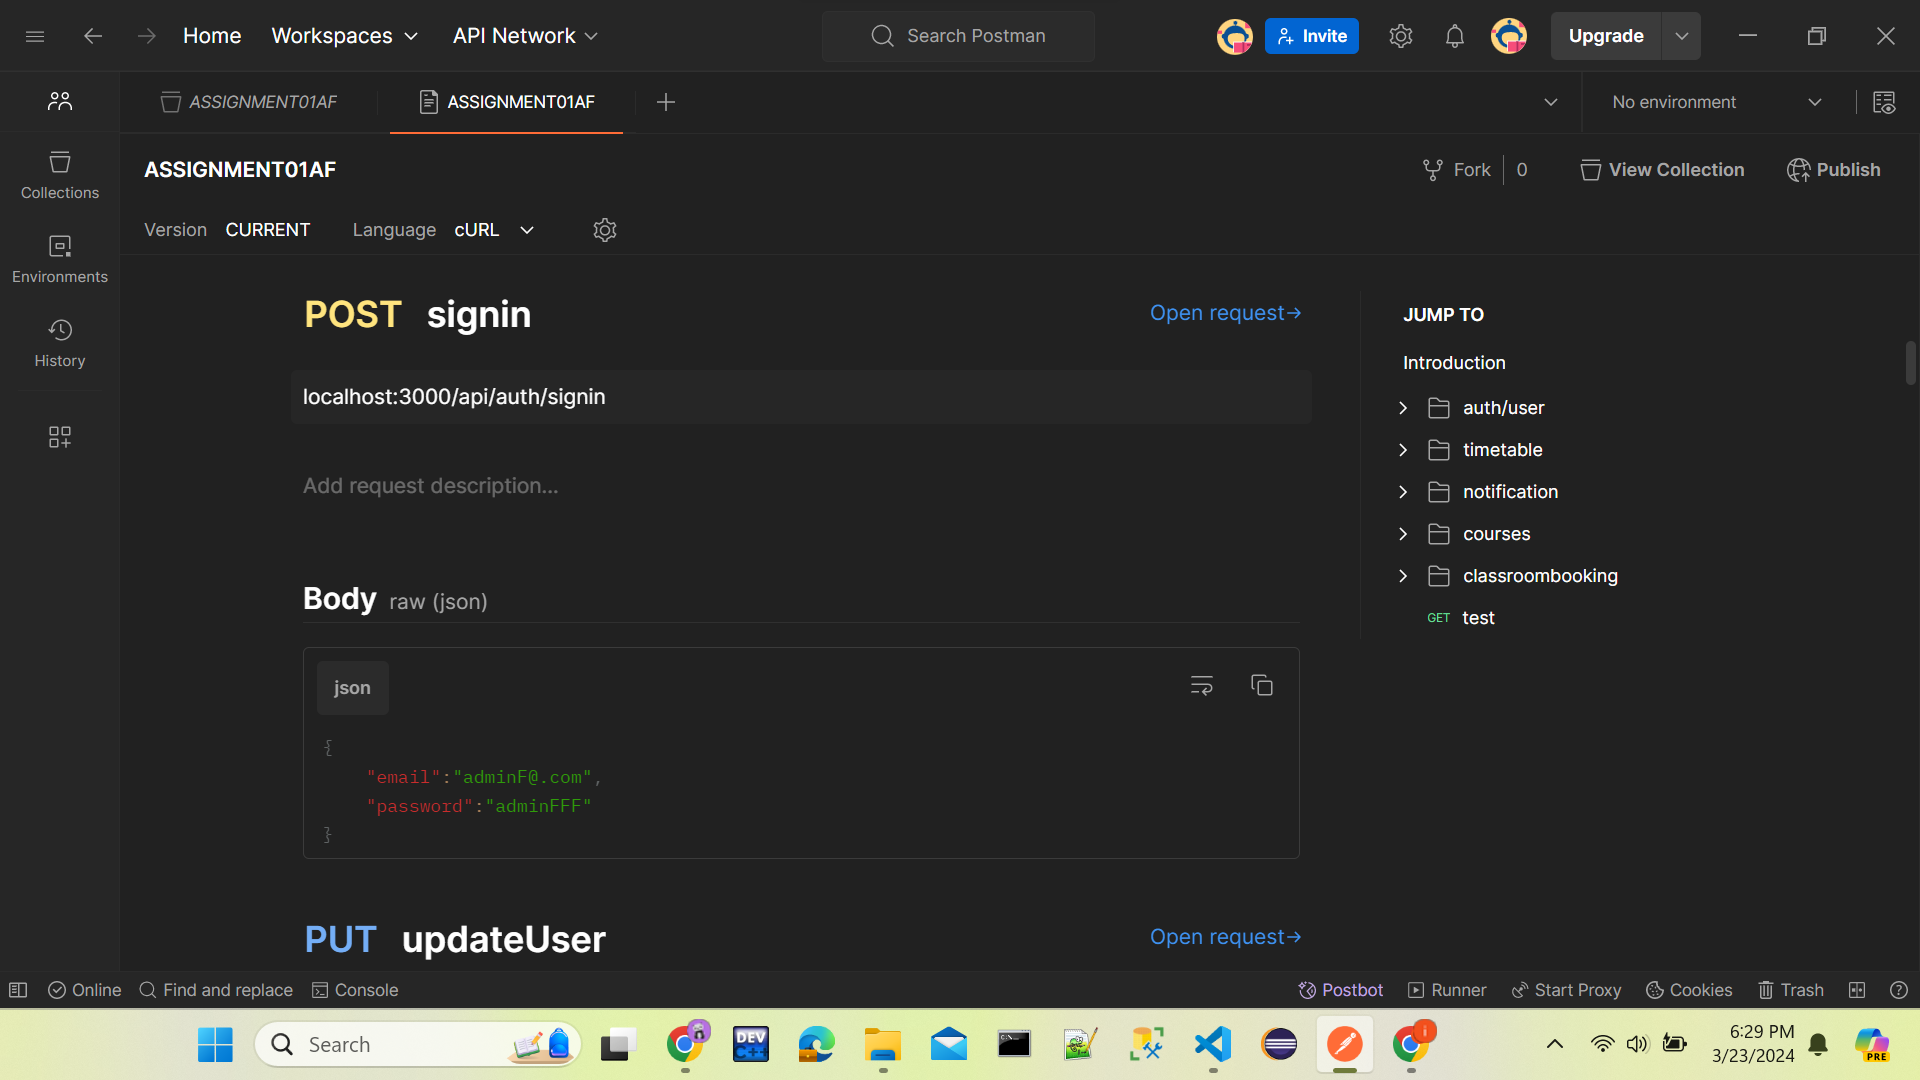 Home
Workspaces
API Network
Search Postman
Invite
Upgrade
ASSIGNMENT01AF
ASSIGNMENT01AF
No environment
ASSIGNMENT01AF
Fork
0
View Collection
Publish
Collections
Version
CURRENT
Language
cURL
Environments
History
POST signin
Open request→
localhost:3000/api/auth/signin
Add request description...
Body raw (json)
json
{
"email":"adminF@.com",
"password":"adminFFF"
}
PUT updateUser
Open request→
JUMP TO
Introduction
auth/user
timetable
notification
courses
classroombooking
GET test
Online
Find and replace
Console
Postbot
Runner
Start Proxy
Cookies
Trash
Search
DEV
C++
6:29 PM
3/23/2024
PRE